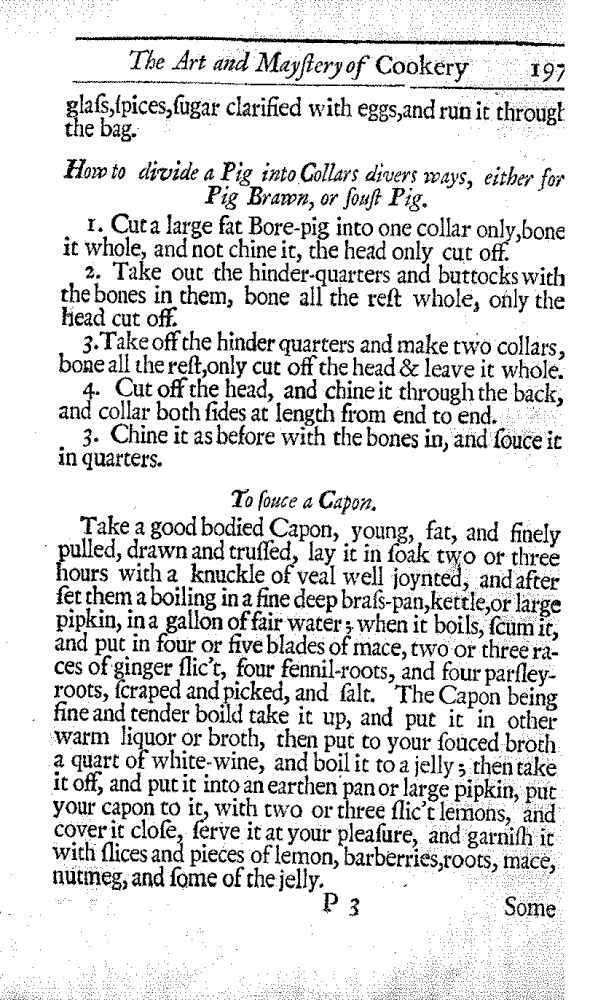 The Art and Mayſtery of Cookery 197
glaſs,ſpices,ſugar clarified with eggs,and run it through
the bag.
How to divide a Pig into Collars divers ways, either for
Pig Brawn, or ſouſt Pig.
1. Cut a large fat Bore-pig into one collar only,bone
it whole, and not chine it, the head only cut off.
2. Take out the hinder-quarters and buttocks with
the bones in them, bone all the reſt whole, only the
head cut off.
3.Take off the hinder quarters and make two collars,
bone all the reſt,only cut off the head & leave it whole.
4. Cut off the head, and chine it through the back,
and collar both ſides at length from end to end.
3. Chine it as before with the bones in, and ſouce it
in quarters.
To ſouce a Capon.
Take a good bodied Capon, young, fat, and finely
pulled, drawn and truſſed, lay it in ſoak two or three
hours with a knuckle of veal well joynted, and after
ſet them a boiling in a fine deep braſs-pan,kettle,or large
pipkin, in a gallon of fair water; when it boils, ſcum it,
and put in four or five blades of mace, two or three ra-
ces of ginger ſlic't, four fennil-roots, and four parſley-
roots, ſcraped and picked, and ſalt. The Capon being
fine and tender boild take it up, and put it in other
warm liquor or broth, then put to your ſouced broth
a quart of white-wine, and boil it to a jelly; then take
it off, and put it into an earthen pan or large pipkin, put
your capon to it, with two or three ſlic't lemons, and
cover it cloſe, ſerve it at your pleaſure, and garniſh it
with ſlices and pieces of lemon, barberries,roots, mace,
nutmeg, and ſome of the jelly.
P 3 Some